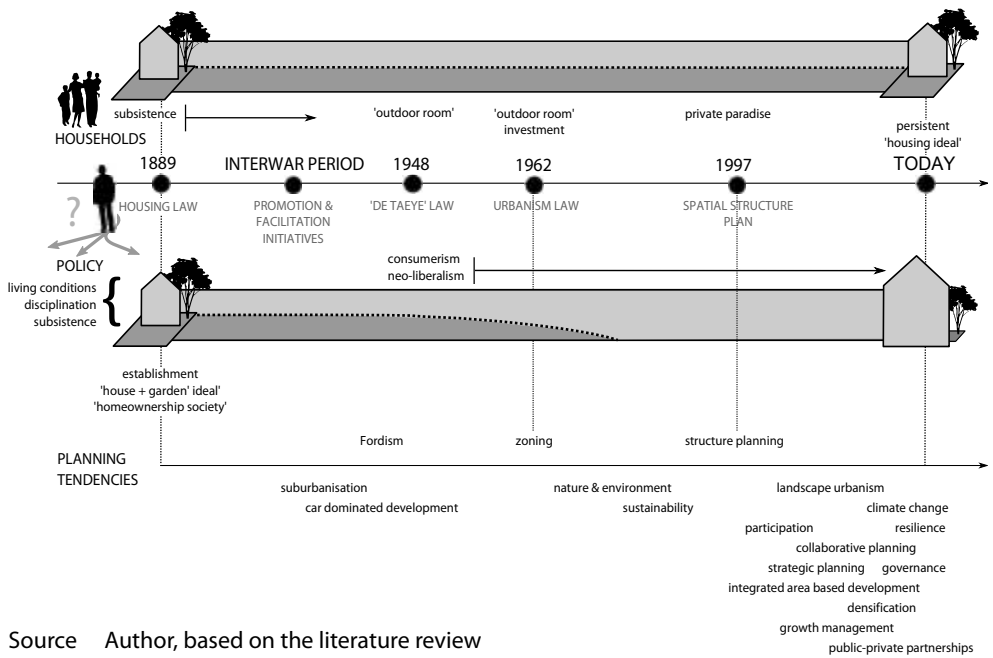 HOUSEHOLDS
subsistence
'outdoor room'
'outdoor room'
investment
private paradise
persistent
'housing ideal'
1889
INTERWAR PERIOD
1948
1962
1997
TODAY
?
HOUSING LAW
PROMOTION &
FACILITATION
INITIATIVES
'DE TAEYE' LAW
URBANISM LAW
SPATIAL STRUCTURE
PLAN
POLICY
living conditions
disciplination
subsistence
{
consumerism
neo-liberalism
establishment
'house + garden' ideal'
'homeownership society'
Fordism
zoning
structure planning
PLANNING
TENDENCIES
suburbanisation
nature & environment
landscape urbanism
car dominated development
sustainability
climate change
participation
resilience
collaborative planning
strategic planning
governance
integrated area based development
densification
growth management
public-private partnerships
Source Author, based on the literature review